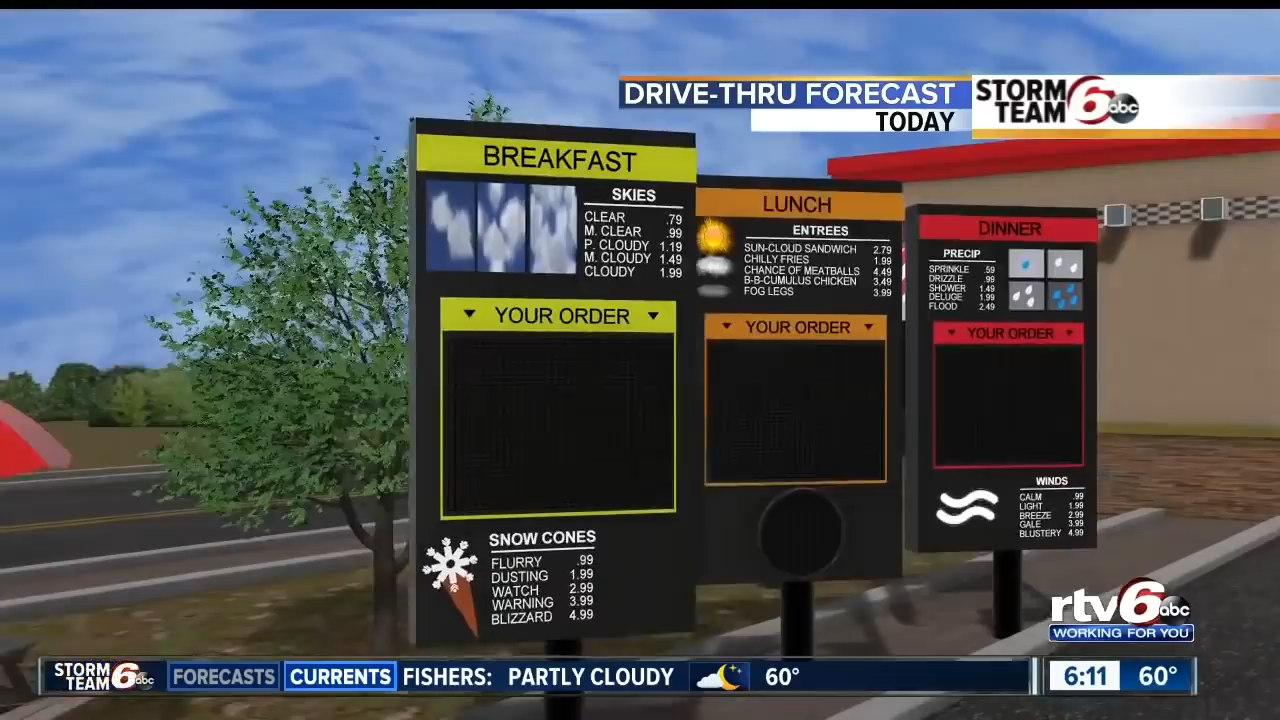 DRIVE-THRU FORECAST
TODAY
STORM
TEAM 6 abc
BREAKFAST
SKIES
CLEAR .79
M. CLEAR .99
P. CLOUDY 1.19
M. CLOUDY 1.49
CLOUDY 1.99
YOUR ORDER
SNOW CONES
FLURRY .99
DUSTING 1.99
WATCH 2.99
WARNING 3.99
BLIZZARD 4.99
LUNCH
ENTREES
SUN-CLOUD SANDWICH 2.79
CHILLY FRIES 1.99
CHANCE OF MEATBALLS 4.49
B-B-CUMULUS CHICKEN 3.49
FOG LEGS 3.99
YOUR ORDER
DINNER
PRECIP
SPRINKLE .59
DRIZZLE .99
SHOWER 1.49
DELUGE 1.99
FLOOD 2.49
YOUR ORDER
WINDS
CALM .99
LIGHT 1.99
BREEZE 2.99
GALE 3.99
BLUSTERY 4.99
rtv6 abc
WORKING FOR YOU
STORM
TEAM 6 abc
FORECASTS CURRENTS FISHERS: PARTLY CLOUDY 60° 6:11 60°